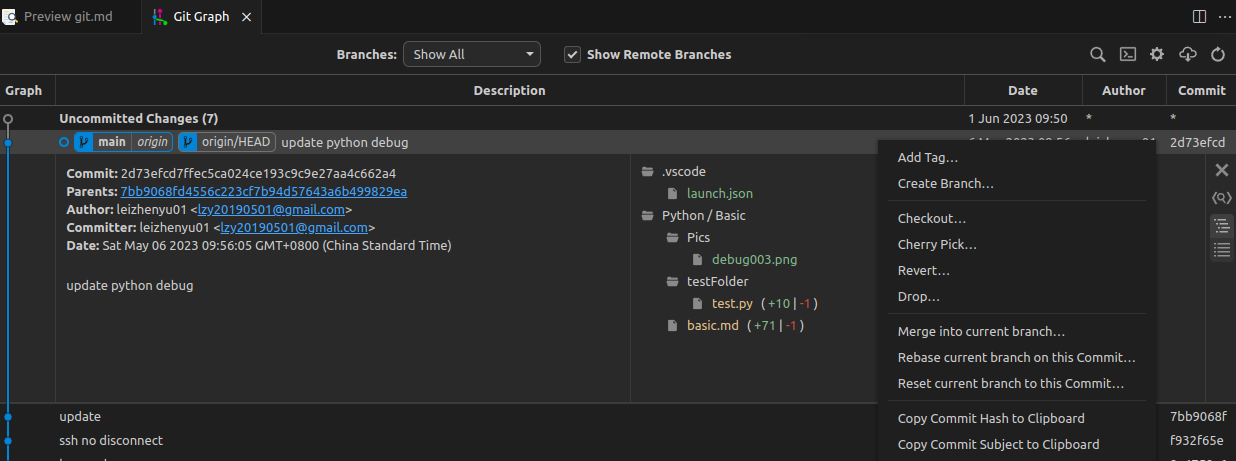 Preview git.md
Git Graph
Branches: Show All Show Remote Branches
Graph Description Date Author Commit
Uncommitted Changes (7) 1 Jun 2023 09:50 * *
main origin origin/HEAD update python debug 2d73efcd
Commit: 2d73efcd7ffec5ca024ce193c9c9e27aa4c662a4
Parents: 7bb9068fd4556c223cf7b94d57643a6b499829ea
Author: leizhenyu01 <lzy20190501@gmail.com>
Committer: leizhenyu01 <lzy20190501@gmail.com>
Date: Sat May 06 2023 09:56:05 GMT+0800 (China Standard Time)
update python debug
.vscode
launch.json
Python / Basic
Pics
debug003.png
testFolder
test.py (+10|-1)
basic.md (+71|-1)
Add Tag...
Create Branch...
Checkout...
Cherry Pick...
Revert...
Drop...
Merge into current branch...
Rebase current branch on this Commit...
Reset current branch to this Commit...
Copy Commit Hash to Clipboard
Copy Commit Subject to Clipboard
update 7bb9068f
ssh no disconnect f932f65e